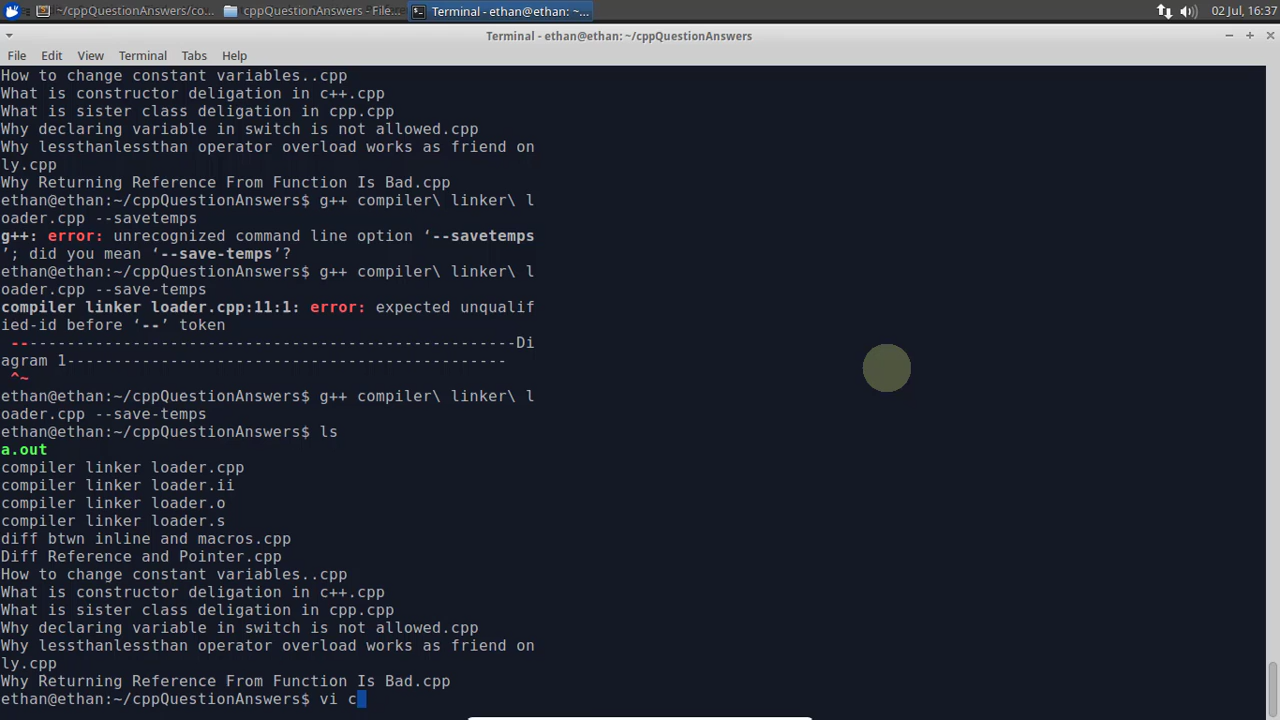 ~/cppQuestionAnswers/co...
cppQuestionAnswers - File...
Terminal - ethan@ethan: ~...
02 Jul, 16:37
Terminal - ethan@ethan: ~/cppQuestionAnswers
File Edit View Terminal Tabs Help
How to change constant variables..cpp
What is constructor deligation in c++.cpp
What is sister class deligation in cpp.cpp
Why declaring variable in switch is not allowed.cpp
Why lessthanlessthan operator overload works as friend on
ly.cpp
Why Returning Reference From Function Is Bad.cpp
ethan@ethan:~/cppQuestionAnswers$ g++ compiler\ linker\ l
oader.cpp --savetemps
g++: error: unrecognized command line option ‘--savetemps
’; did you mean ‘--save-temps’?
ethan@ethan:~/cppQuestionAnswers$ g++ compiler\ linker\ l
oader.cpp --save-temps
compiler linker loader.cpp:11:1: error: expected unqualif
ied-id before ‘--’ token
 ------------------------------------------------------Di
agram 1-----------------------------------------------
 ^~
ethan@ethan:~/cppQuestionAnswers$ g++ compiler\ linker\ l
oader.cpp --save-temps
ethan@ethan:~/cppQuestionAnswers$ ls
a.out
compiler linker loader.cpp
compiler linker loader.ii
compiler linker loader.o
compiler linker loader.s
diff btwn inline and macros.cpp
Diff Reference and Pointer.cpp
How to change constant variables..cpp
What is constructor deligation in c++.cpp
What is sister class deligation in cpp.cpp
Why declaring variable in switch is not allowed.cpp
Why lessthanlessthan operator overload works as friend on
ly.cpp
Why Returning Reference From Function Is Bad.cpp
ethan@ethan:~/cppQuestionAnswers$ vi c